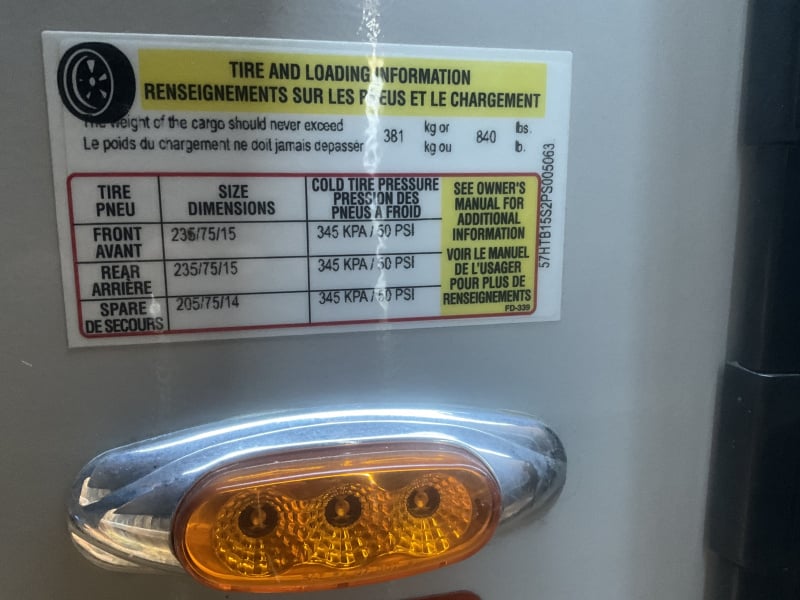 TIRE AND LOADING INFORMATION
RENSEIGNEMENTS SUR LES PNEUS ET LE CHARGEMENT
The weight of the cargo should never exceed 381 kg or 840 lbs.
Le poids du chargement ne doit jamais depasser kg ou lb.
TIRE PNEU
SIZE DIMENSIONS
COLD TIRE PRESSURE
PRESSION DES
PNEUS À FROID
FRONT AVANT 235/75/15 345 KPA / 50 PSI
REAR ARRIÈRE 235/75/15 345 KPA / 50 PSI
SPARE DE SECOURS 205/75/14 345 KPA / 50 PSI
SEE OWNER'S
MANUAL FOR
ADDITIONAL
INFORMATION
VOIR LE MANUEL
DE L'USAGER
POUR PLUS DE
RENSEIGNEMENTS
FD-339
57HTB15S2PS005063